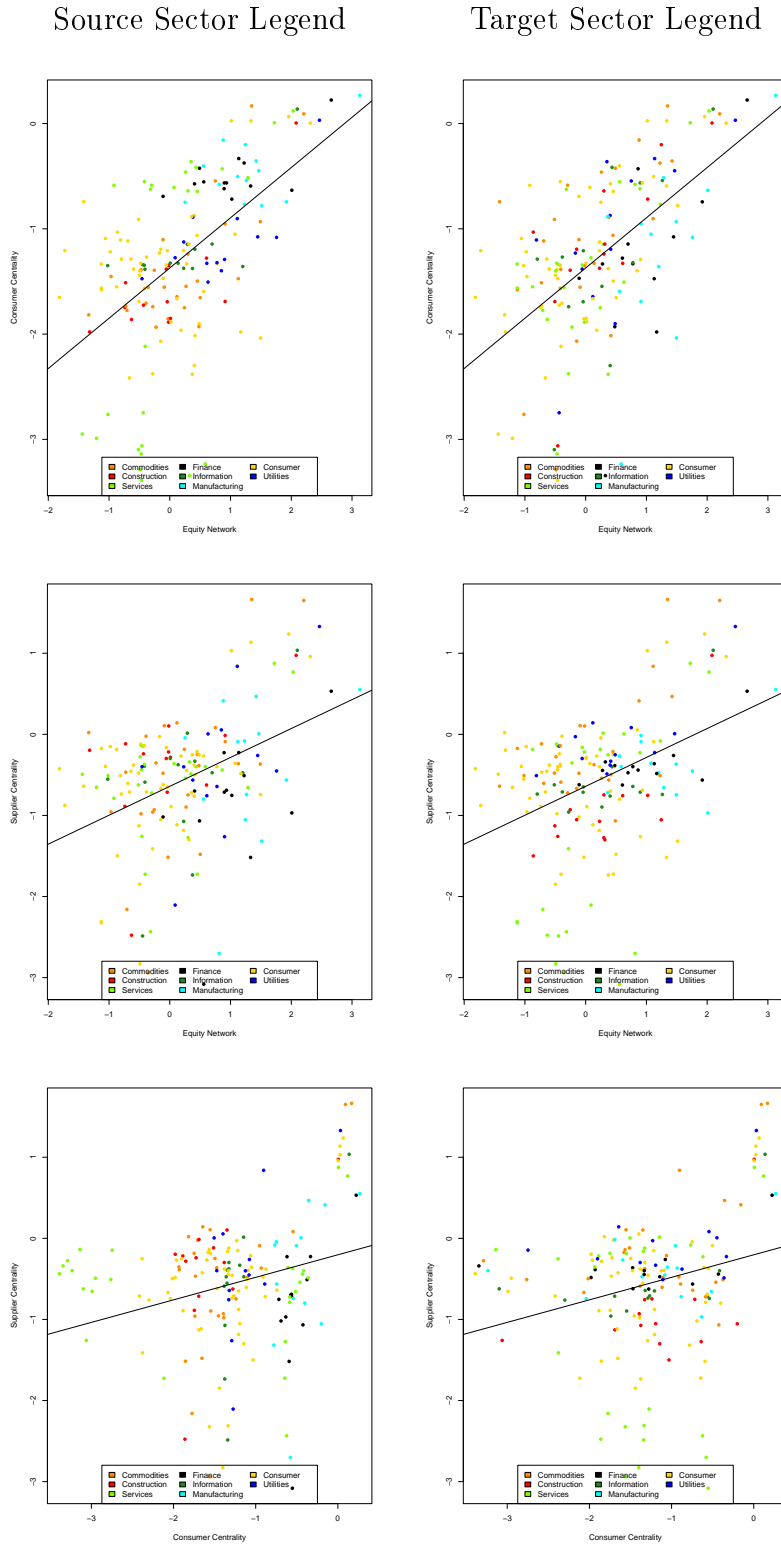 Source Sector Legend
Target Sector Legend
0
−1
−2
−3
Consumer Centrality
Commodities Finance Consumer
Construction Information Utilities
Services Manufacturing
−2 −1 0 1 2 3
Equity Network
0
−1
−2
−3
Consumer Centrality
Commodities Finance Consumer
Construction Information Utilities
Services Manufacturing
−2 −1 0 1 2 3
Equity Network
1
0
−1
−2
−3
Supplier Centrality
Commodities Finance Consumer
Construction Information Utilities
Services Manufacturing
−2 −1 0 1 2 3
Equity Network
1
0
−1
−2
−3
Supplier Centrality
Commodities Finance Consumer
Construction Information Utilities
Services Manufacturing
−2 −1 0 1 2 3
Equity Network
1
0
−1
−2
−3
Supplier Centrality
Commodities Finance Consumer
Construction Information Utilities
Services Manufacturing
−3 −2 −1 0
Consumer Centrality
1
0
−1
−2
−3
Supplier Centrality
Commodities Finance Consumer
Construction Information Utilities
Services Manufacturing
−3 −2 −1 0
Consumer Centrality